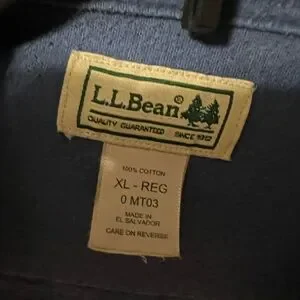 L.L.Bean®
QUALITY GUARANTEED SINCE 1912
100% COTTON
XL - REG
0 MT03
MADE IN
EL SALVADOR
CARE ON REVERSE